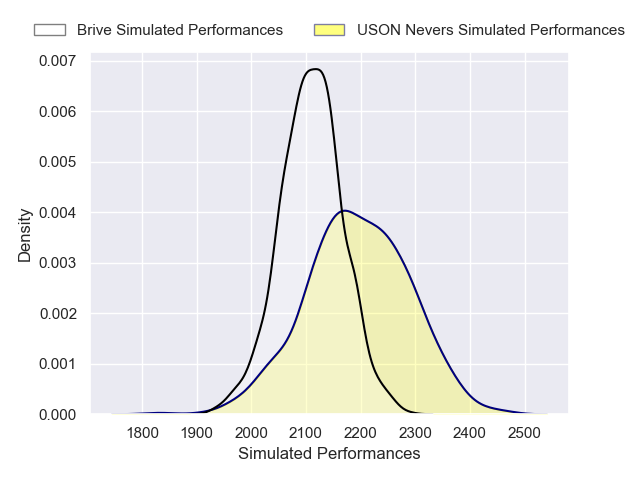 Brive Simulated Performances
USON Nevers Simulated Performances
0.007
0.006
0.005
0.004
0.003
0.002
0.001
0.000
Density
1800 1900 2000 2100 2200 2300 2400 2500
Simulated Performances